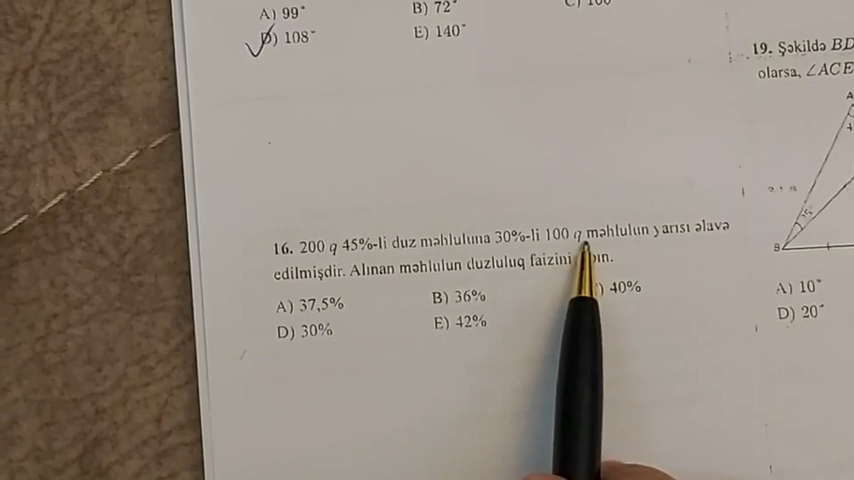 A) 99°
B) 72°
D) 108°
E) 140°
19. Şəkildə BD
olarsa, ∠ACE
A
B
16. 200 q 45%-li duz məhluluna 30%-li 100 q məhlulun yarısı əlavə
edilmişdir. Alınan məhlulun duzluluq faizini
A) 37,5%
B) 36%
) 40%
D) 30%
E) 42%
A) 10°
D) 20°